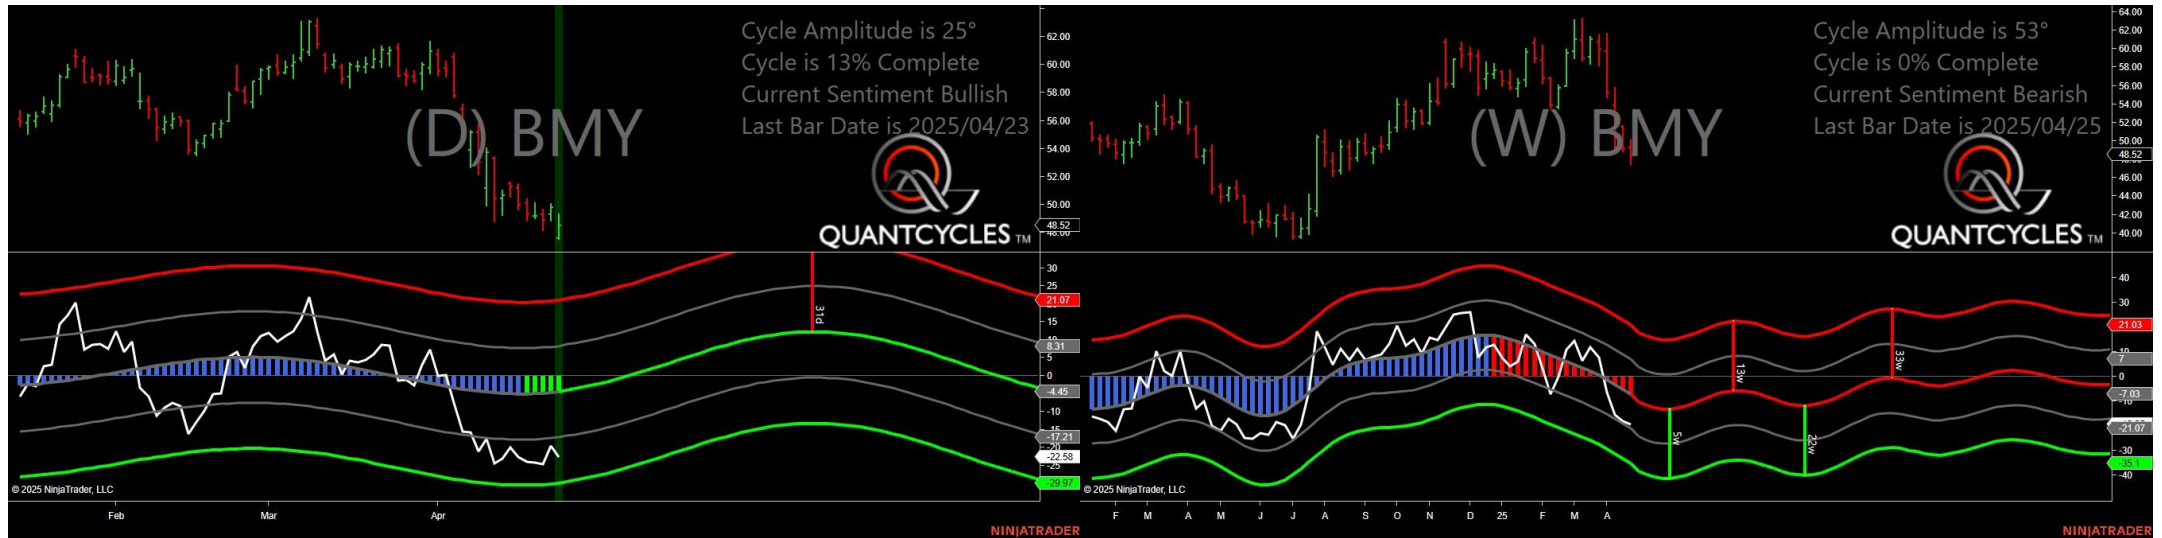 Cycle Amplitude is 25°
Cycle is 13% Complete
Current Sentiment Bullish
Last Bar Date is 2025/04/23
(D) BMY
QUANTCYCLES TM
62.00
60.00
58.00
56.00
54.00
52.00
50.00
48.52
48.00
31d
30
25
21.07
15
8.31
5
0
-4.45
-10
-15
-17.21
-20
-22.58
-25
-29.97
© 2025 NinjaTrader, LLC
Feb
Mar
Apr
NINJATRADER
Cycle Amplitude is 53°
Cycle is 0% Complete
Current Sentiment Bearish
Last Bar Date is 2025/04/25
(W) BMY
QUANTCYCLES TM
64.00
62.00
60.00
58.00
56.00
54.00
52.00
50.00
48.52
46.00
44.00
42.00
40.00
5w
13w
22w
33w
40
30
21.03
10
7
0
-7.03
-10
-21.07
-30
-35.1
-40
© 2025 NinjaTrader, LLC
F
M
A
M
J
J
A
S
O
N
D
25
F
M
A
NINJATRADER